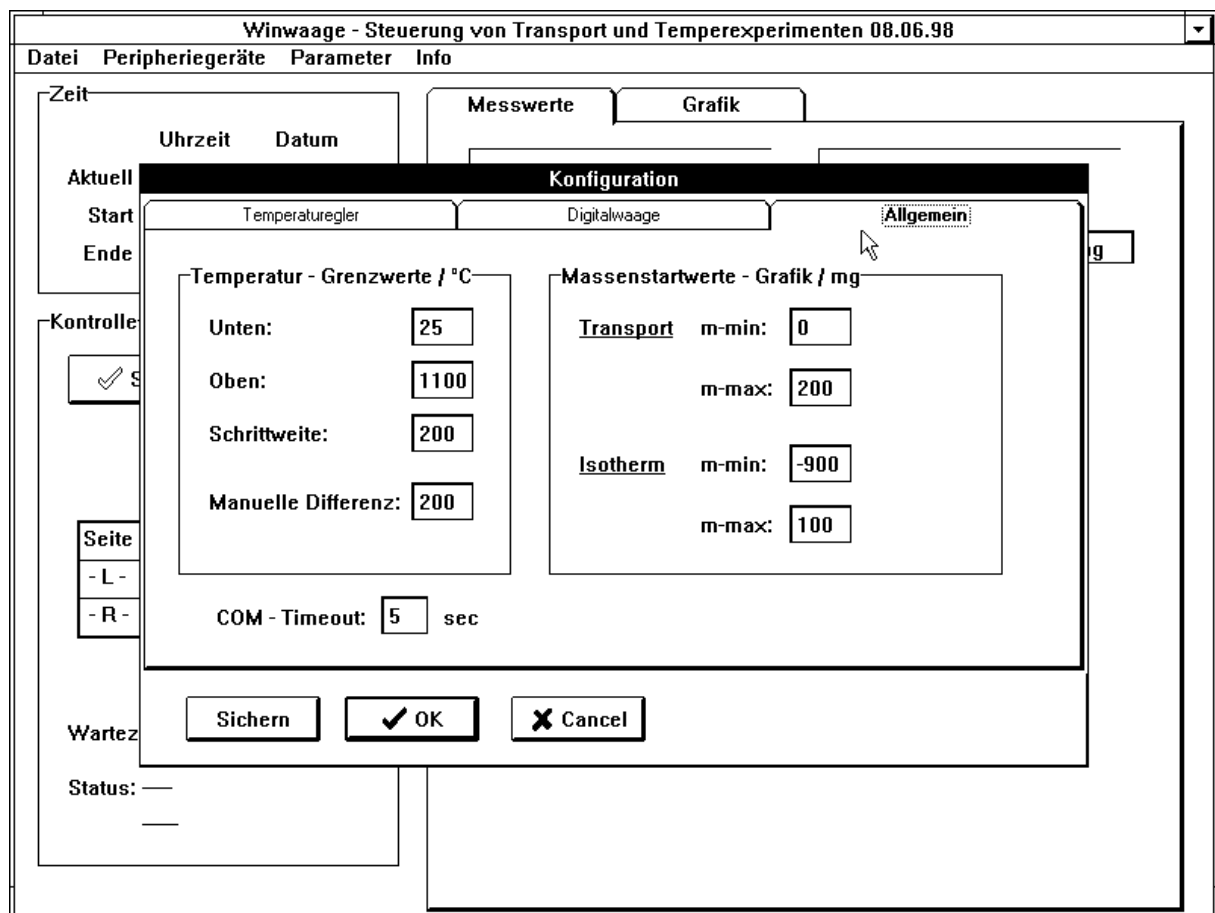 Winwaage - Steuerung von Transport und Temperexperimenten 08.06.98
Datei Peripheriegeräte Parameter Info
Zeit
Messwerte Grafik
Uhrzeit Datum
Aktuell
Konfiguration
Start
Temperaturegler Digitalwaage Allgemein
Ende
Temperatur - Grenzwerte / °C
Massenstartwerte - Grafik / mg
Kontrolle
Unten: 25
Transport m-min: 0
Oben: 1100
m-max: 200
Schrittweite: 200
Isotherm m-min: -900
Manuelle Differenz: 200
m-max: 100
Seite
- L -
- R -
COM - Timeout: 5 sec
Sichern OK Cancel
Wartez
Status: